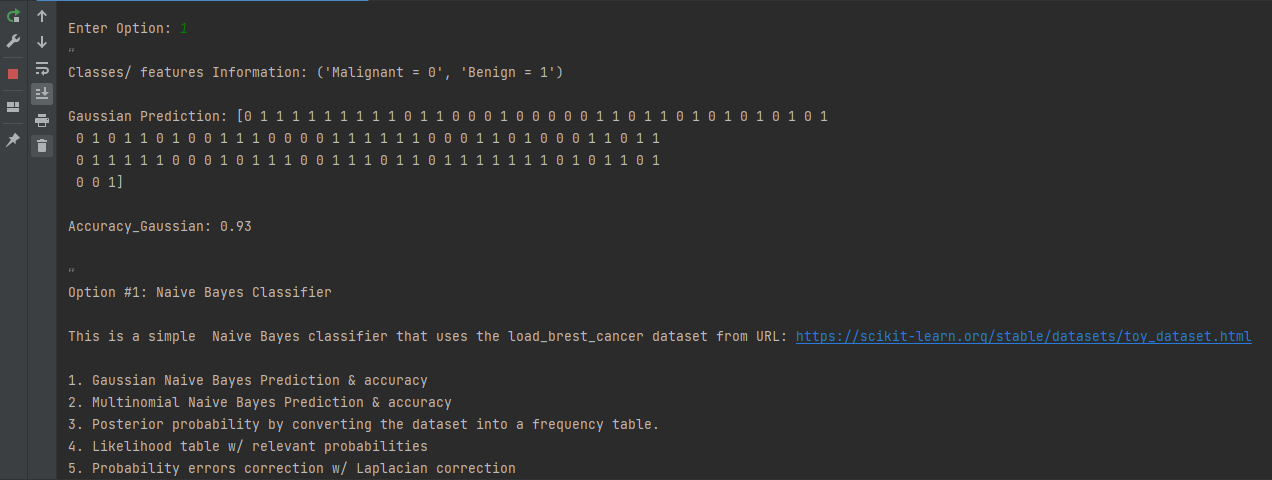 Enter Option: 1
"
Classes/ features Information: ('Malignant = 0', 'Benign = 1')
Gaussian Prediction: [0 1 1 1 1 1 1 1 1 1 0 1 1 0 0 0 1 0 0 0 0 0 1 1 0 1 1 0 1 0 1 0 1 0 1 0 1
0 1 0 1 1 0 1 0 0 1 1 1 0 0 0 0 1 1 1 1 1 1 0 0 0 1 1 0 1 0 0 0 1 1 0 1 1
0 1 1 1 1 1 0 0 0 1 0 1 1 1 0 0 1 1 1 0 1 1 0 1 1 1 1 1 1 1 0 1 0 1 1 0 1
0 0 1]
Accuracy_Gaussian: 0.93
"
Option #1: Naive Bayes Classifier
This is a simple  Naive Bayes classifier that uses the load_brest_cancer dataset from URL: https://scikit-learn.org/stable/datasets/toy_dataset.html
1. Gaussian Naive Bayes Prediction & accuracy
2. Multinomial Naive Bayes Prediction & accuracy
3. Posterior probability by converting the dataset into a frequency table.
4. Likelihood table w/ relevant probabilities
5. Probability errors correction w/ Laplacian correction